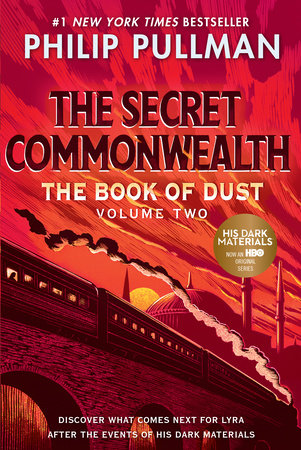 #1 NEW YORK TIMES BESTSELLER
PHILIP PULLMAN
THE SECRET
COMMONWEALTH
THE BOOK OF DUST
VOLUME TWO
HIS DARK
MATERIALS
NOW AN HBO
ORIGINAL
SERIES
DISCOVER WHAT COMES NEXT FOR LYRA
AFTER THE EVENTS OF HIS DARK MATERIALS